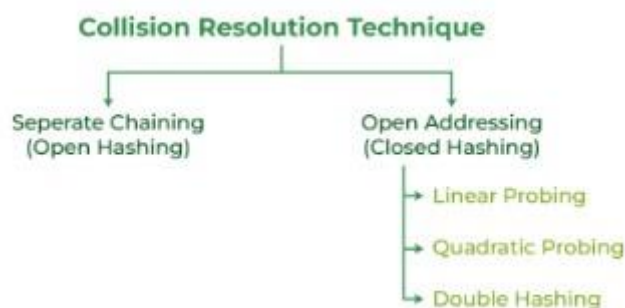 Collision Resolution Technique
Seperate Chaining
(Open Hashing)
Open Addressing
(Closed Hashing)
Linear Probing
Quadratic Probing
Double Hashing